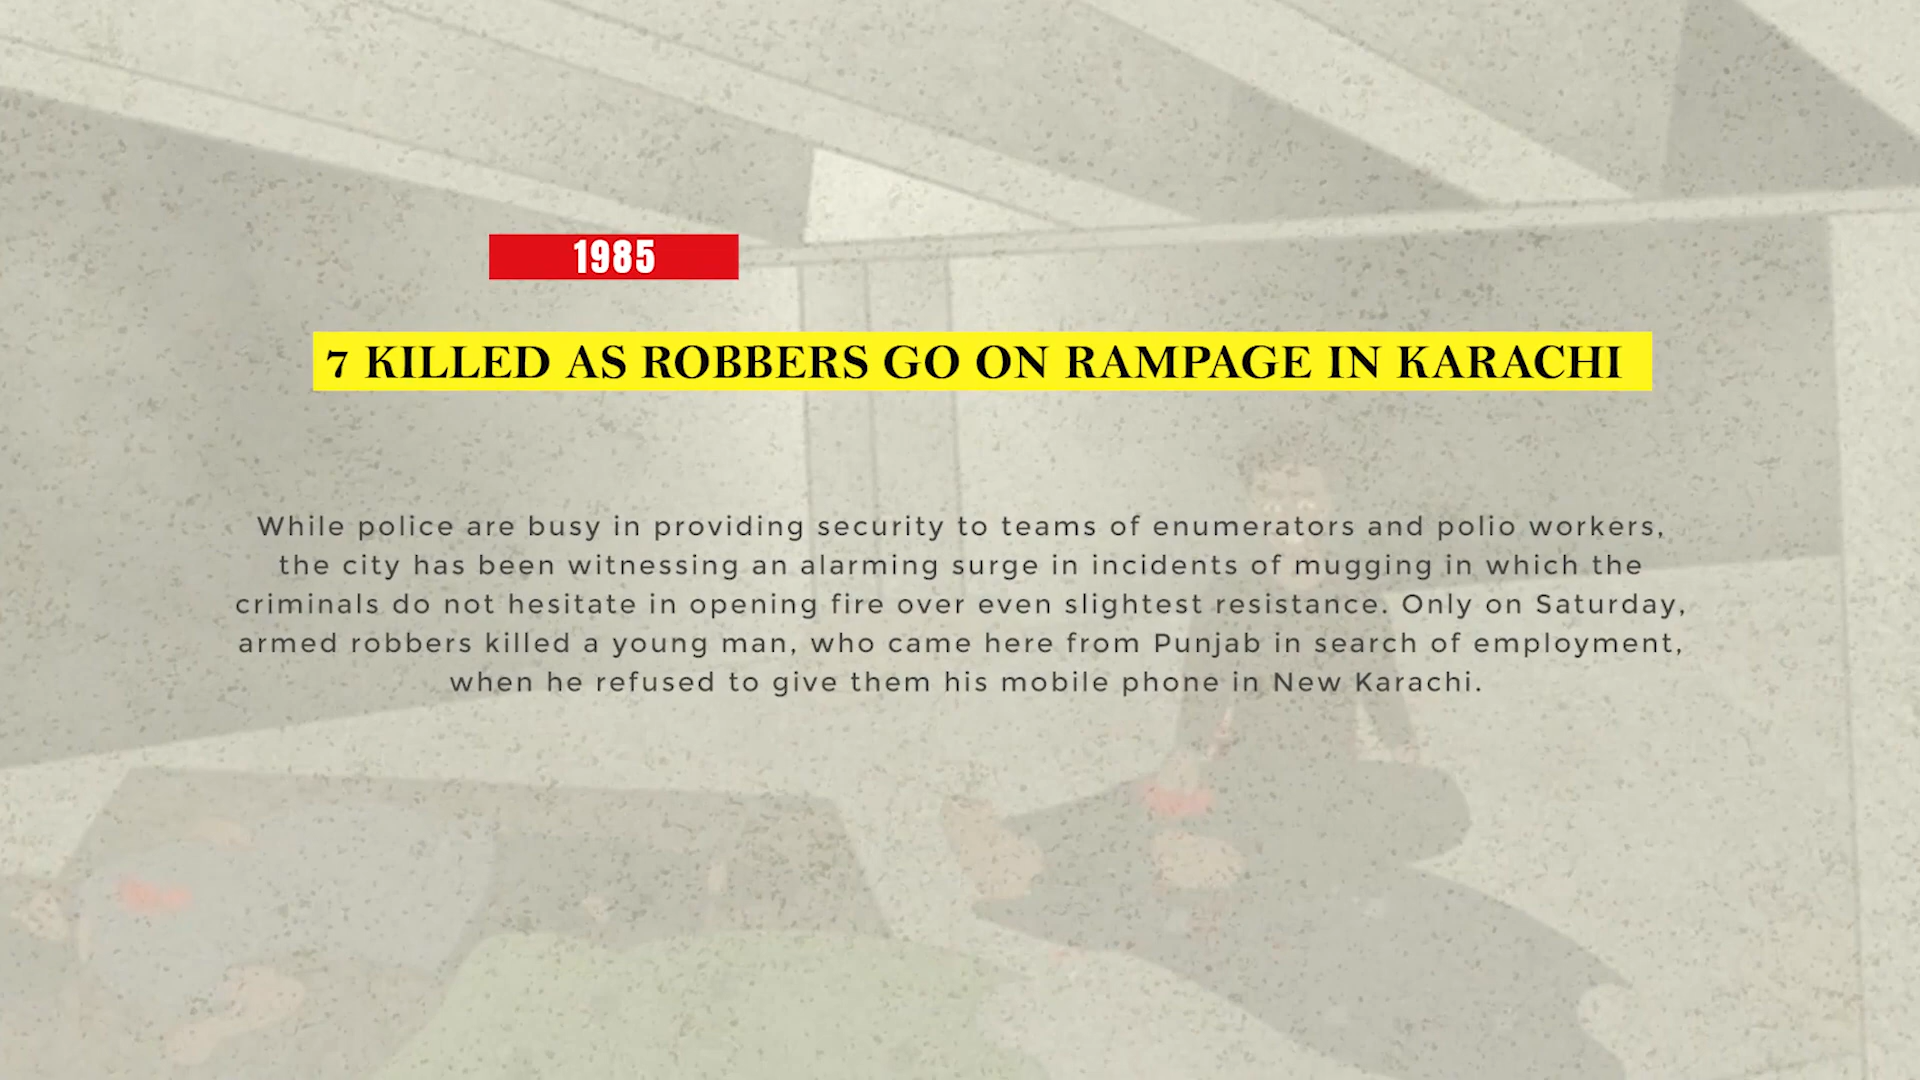 1985
7 KILLED AS ROBBERS GO ON RAMPAGE IN KARACHI
While police are busy in providing security to teams of enumerators and polio workers,
the city has been witnessing an alarming surge in incidents of mugging in which the
criminals do not hesitate in opening fire over even slightest resistance. Only on Saturday,
armed robbers killed a young man, who came here from Punjab in search of employment,
when he refused to give them his mobile phone in New Karachi.